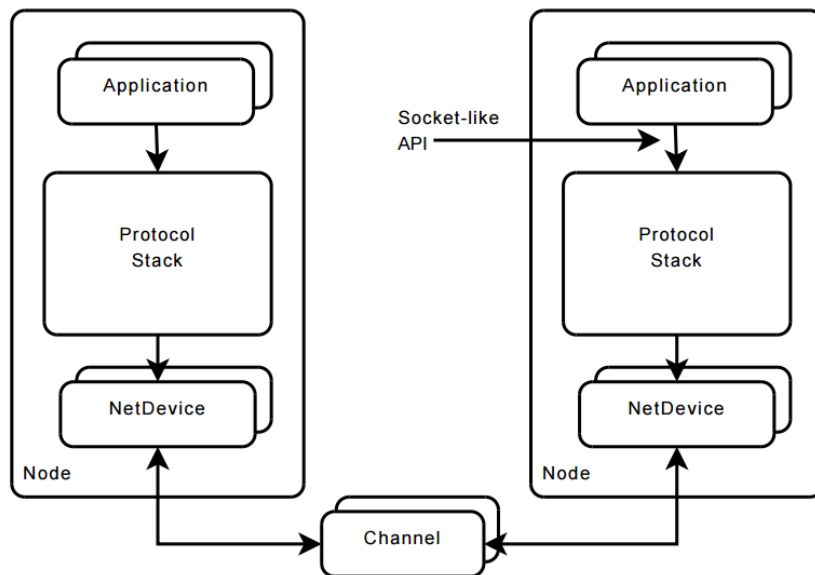 Application
Protocol
Stack
NetDevice
Node
Socket-like
API
Application
Protocol
Stack
NetDevice
Node
Channel